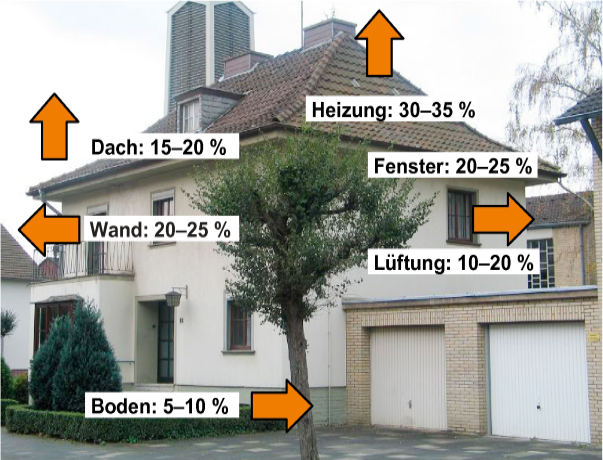 Heizung: 30–35 %
Dach: 15–20 %
Fenster: 20–25 %
Wand: 20–25 %
Lüftung: 10–20 %
Boden: 5–10 %